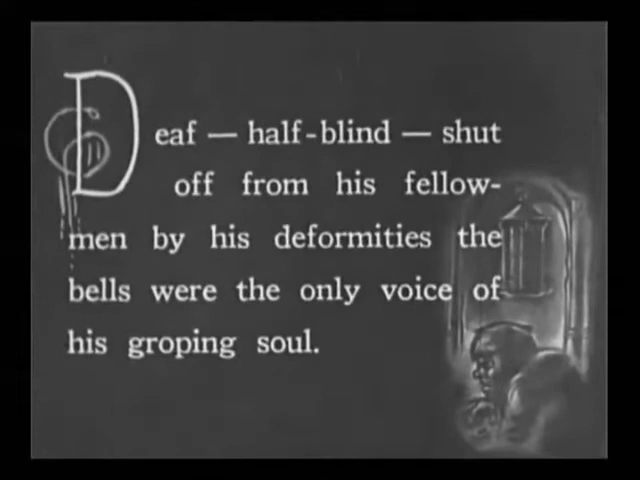 Deaf — half-blind — shut
off from his fellow-
men by his deformities the
bells were the only voice of
his groping soul.